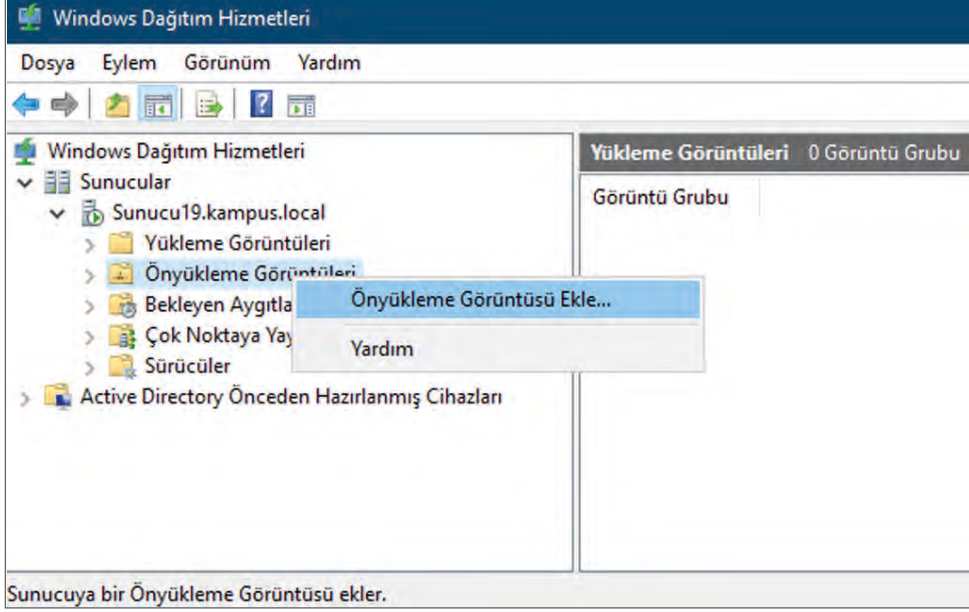 Windows Dağıtım Hizmetleri
Dosya Eylem Görünüm Yardım
Windows Dağıtım Hizmetleri
Sunucular
Sunucu19.kampus.local
Yükleme Görüntüleri
Önyükleme Görüntüleri
Bekleyen Aygıtla
Çok Noktaya Yay
Sürücüler
Active Directory Önceden Hazırlanmış Cihazları
Önyükleme Görüntüsü Ekle...
Yardım
Yükleme Görüntüleri 0 Görüntü Grubu
Görüntü Grubu
Sunucuya bir Önyükleme Görüntüsü ekler.